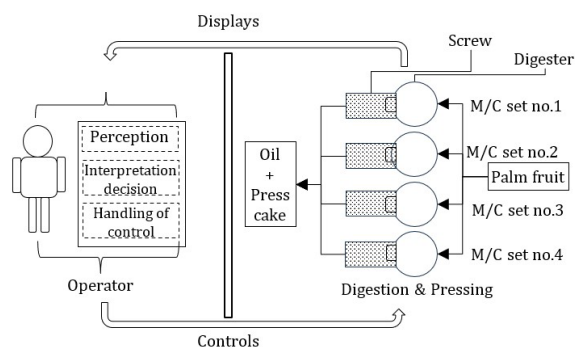 Displays
Screw
Digester
M/C set no.1
Perception
M/C set no.2
Oil
+
Press
cake
Interpretation
decision
Palm fruit
Handling of
control
M/C set no.3
M/C set no.4
Operator
Digestion & Pressing
Controls